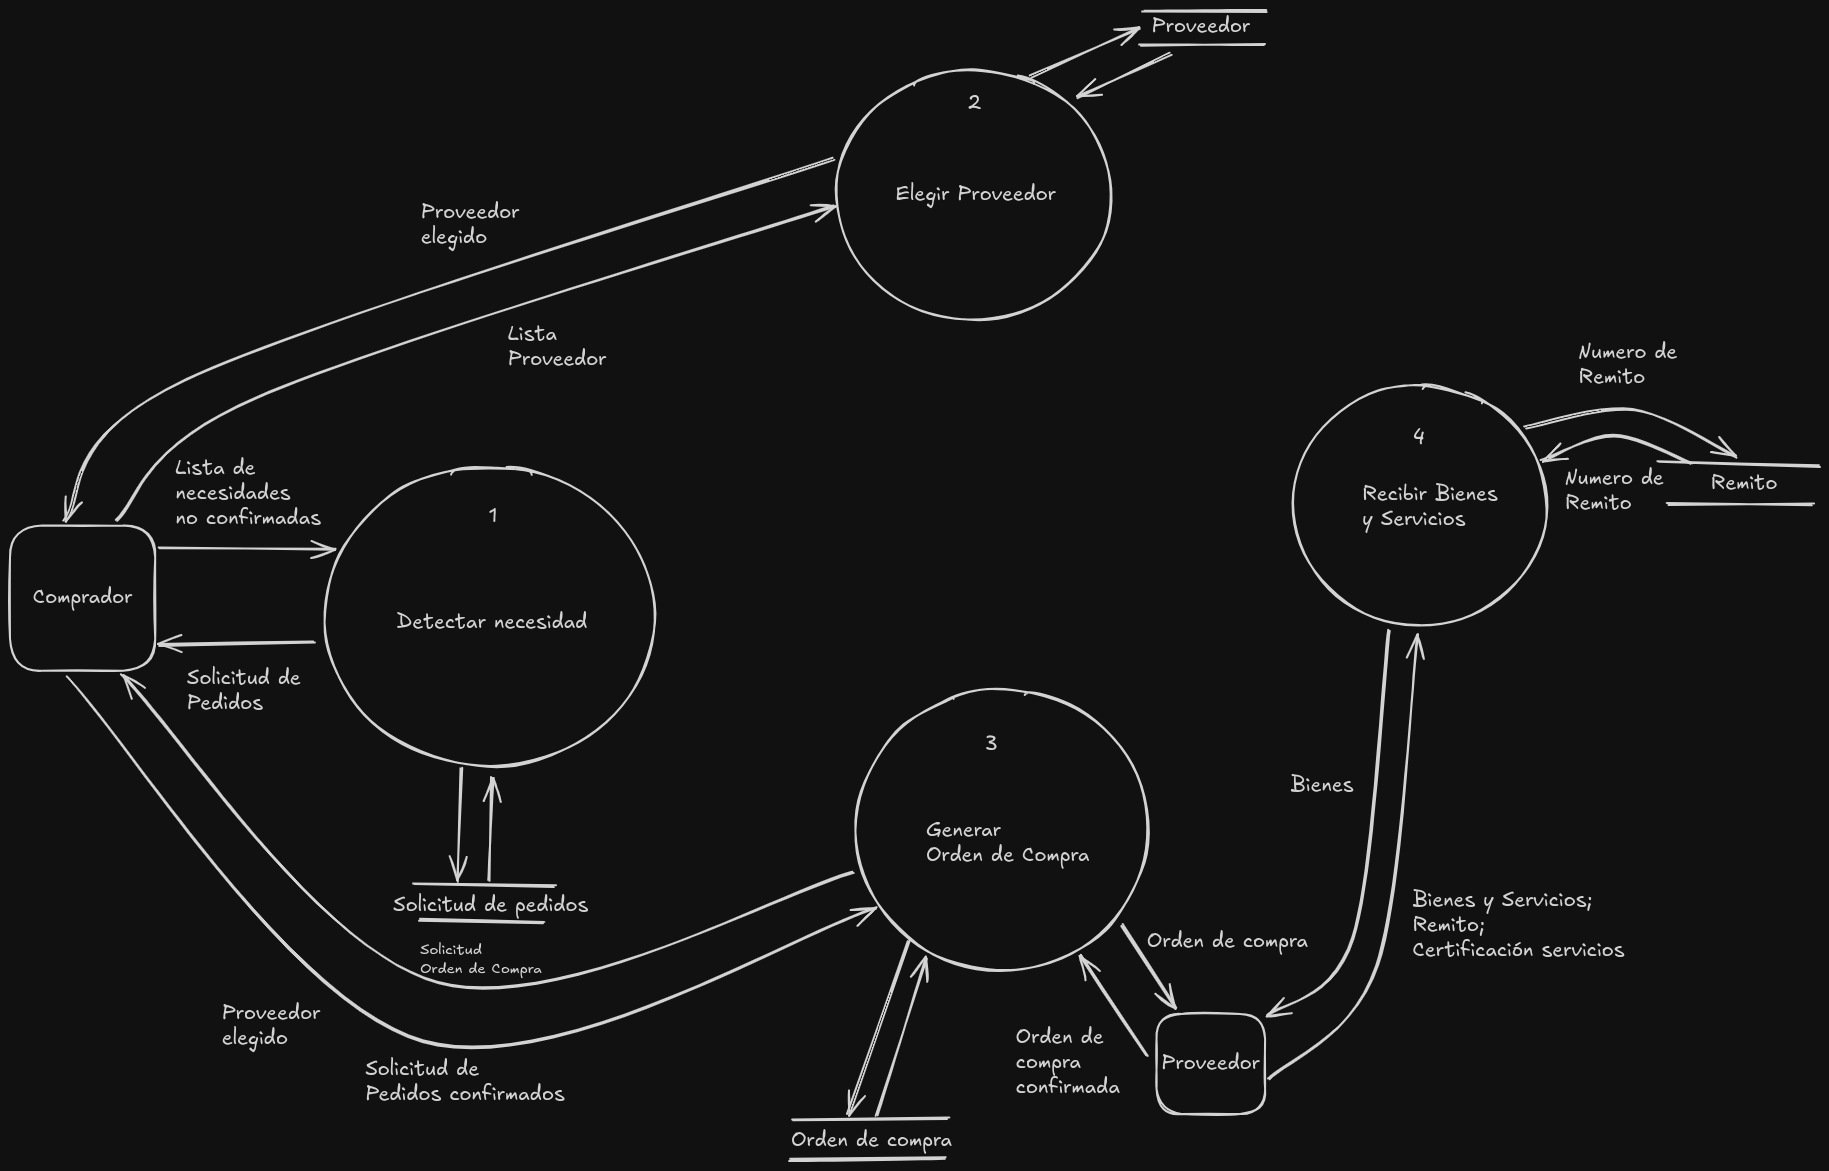 Proveedor
2
Elegir Proveedor
Proveedor
elegido
Lista
Proveedor
Numero de
Remito
4
Recibir Bienes
y Servicios
Numero de
Remito
Remito
Lista de
necesidades
no confirmadas
1
Detectar necesidad
Comprador
Solicitud de
Pedidos
3
Generar
Orden de Compra
Bienes
Solicitud de pedidos
Solicitud
Orden de Compra
Bienes y Servicios;
Remito;
Certificación servicios
Orden de compra
Proveedor
elegido
Solicitud de
Pedidos confirmados
Orden de
compra
confirmada
Proveedor
Orden de compra